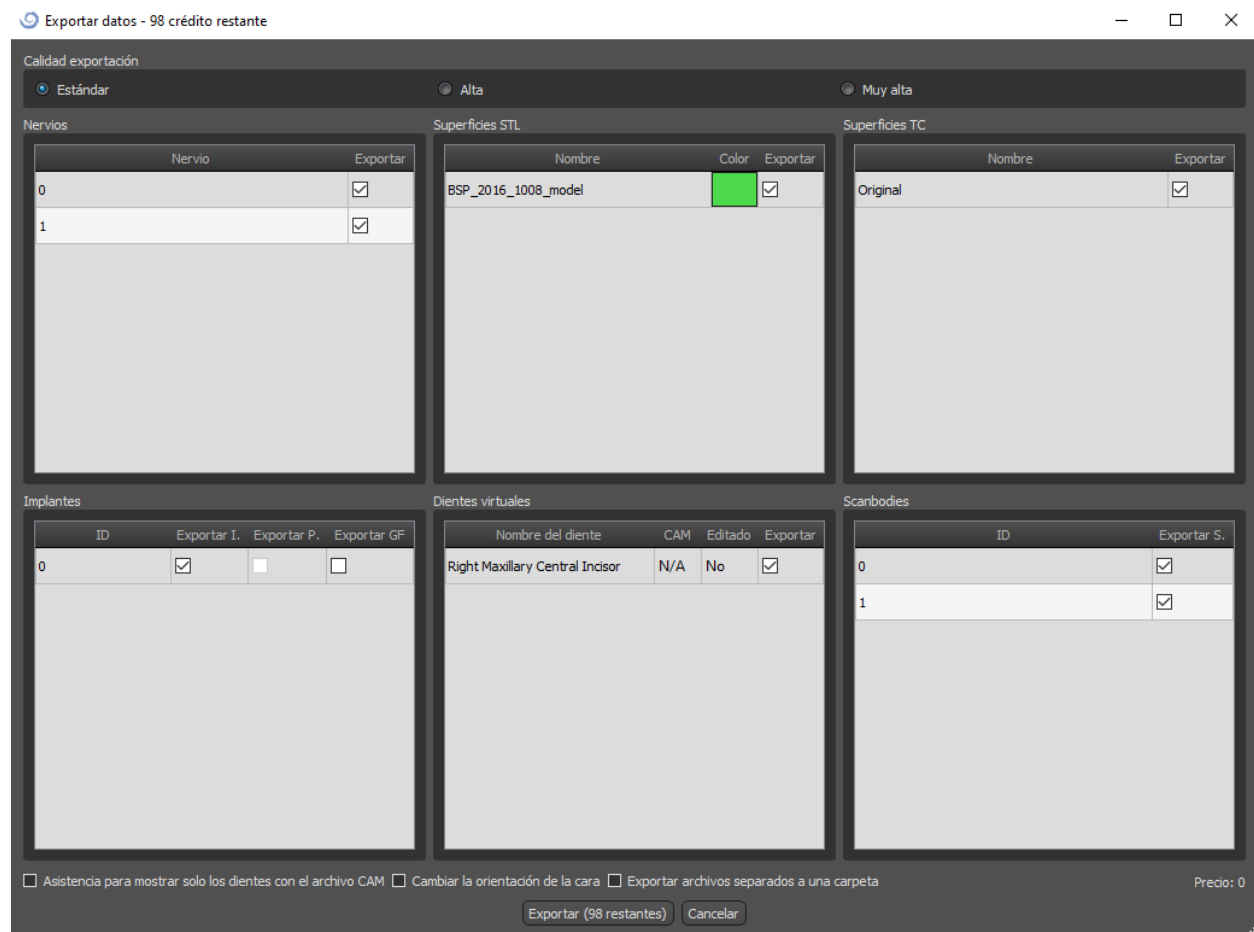 Exportar datos - 98 crédito restante
Calidad exportación
Estándar Alta Muy alta
Nervios Superficies STL Superficies TC
Nervio Exportar Nombre Color Exportar Nombre Exportar
0 BSP_2016_1008_model Original
1
Implantes Dientes virtuales Scanbodies
ID Exportar I. Exportar P. Exportar GF Nombre del diente CAM Editado Exportar ID Exportar S.
0 Right Maxillary Central Incisor N/A No 0
1
Asistencia para mostrar solo los dientes con el archivo CAM Cambiar la orientación de la cara Exportar archivos separados a una carpeta Precio: 0
Exportar (98 restantes) Cancelar